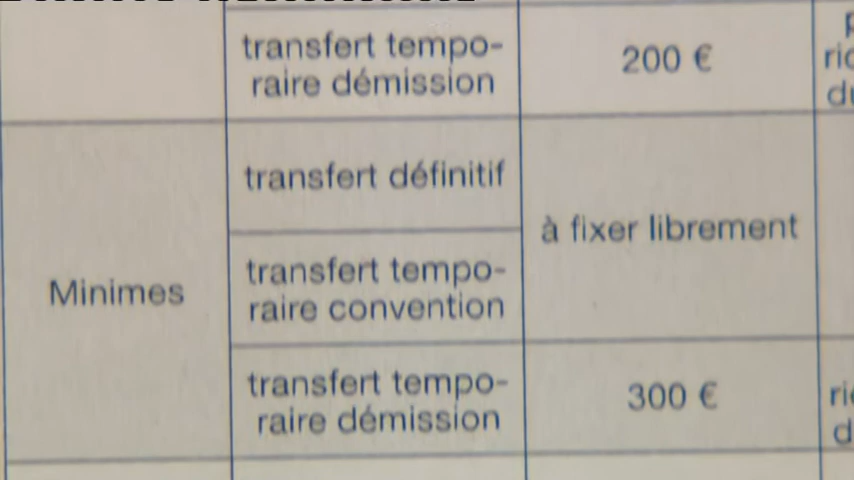 transfert tempo-
raire démission
200 €
transfert définitif
à fixer librement
Minimes
transfert tempo-
raire convention
transfert tempo-
raire démission
300 €